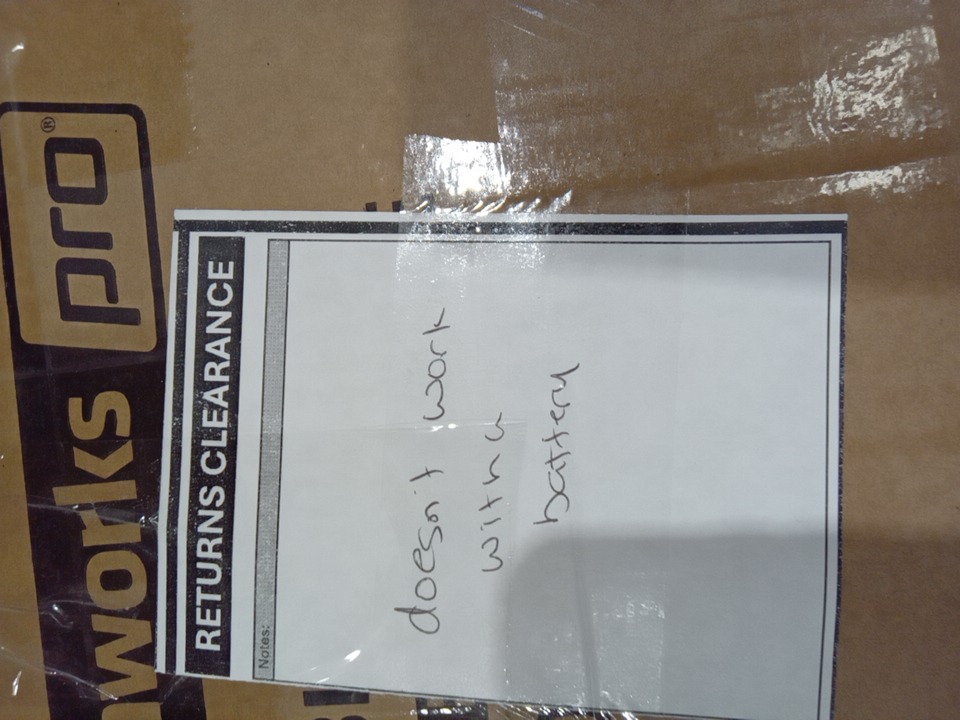 works pro®
RETURNS CLEARANCE
Notes:
doesn't work
with a
battery